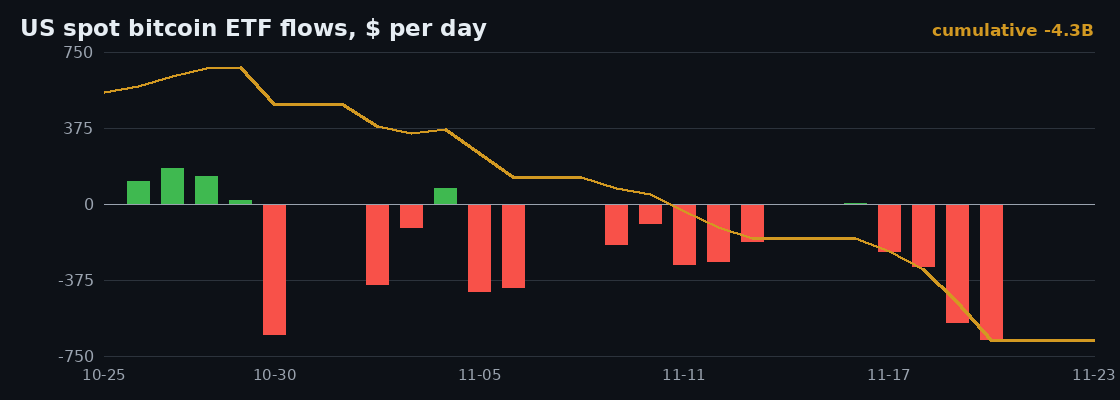 US spot bitcoin ETF flows, $ per day
cumulative -4.3B
750
375
0
-375
-750
10-25 10-30 11-05 11-11 11-17 11-23